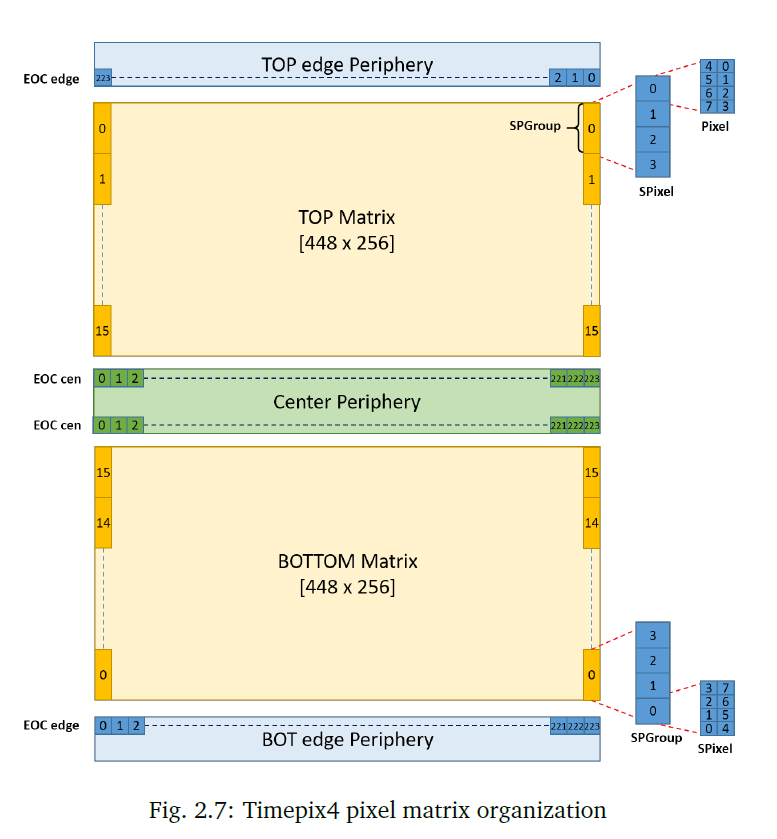 TOP edge Periphery
EOC edge
223
2 1 0
4 0
5 1
6 2
7 3
Pixel
0
1
2
3
SPixel
SPGroup
0
1
15
0
1
15
TOP Matrix
[448 x 256]
EOC cen
0 1 2
221 222 223
Center Periphery
EOC cen
0 1 2
221 222 223
15
14
0
15
14
0
BOTTOM Matrix
[448 x 256]
3
2
1
0
SPGroup
3 7
2 6
1 5
0 4
SPixel
EOC edge
0 1 2
221 222 223
BOT edge Periphery
Fig. 2.7: Timepix4 pixel matrix organization